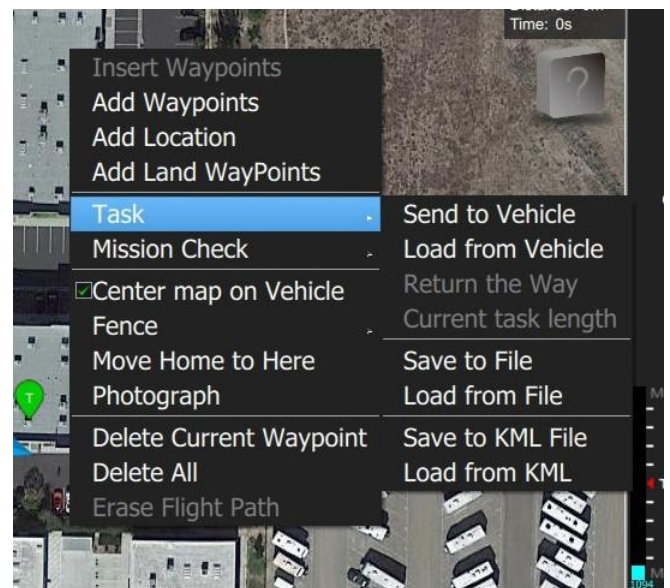 Time: 0s
?
Insert Waypoints
Add Waypoints
Add Location
Add Land WayPoints
Task
Mission Check
Center map on Vehicle
Fence
Move Home to Here
Photograph
Delete Current Waypoint
Delete All
Erase Flight Path
Send to Vehicle
Load from Vehicle
Return the Way
Current task length
Save to File
Load from File
Save to KML File
Load from KML
T
M
T
M
1094